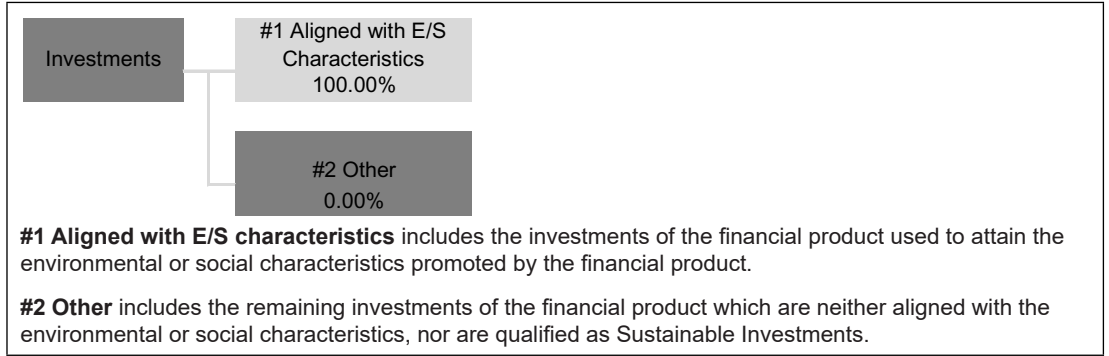 Investments
#1 Aligned with E/S
Characteristics
100.00%
#2 Other
0.00%
#1 Aligned with E/S characteristics includes the investments of the financial product used to attain the
environmental or social characteristics promoted by the financial product.
#2 Other includes the remaining investments of the financial product which are neither aligned with the
environmental or social characteristics, nor are qualified as Sustainable Investments.